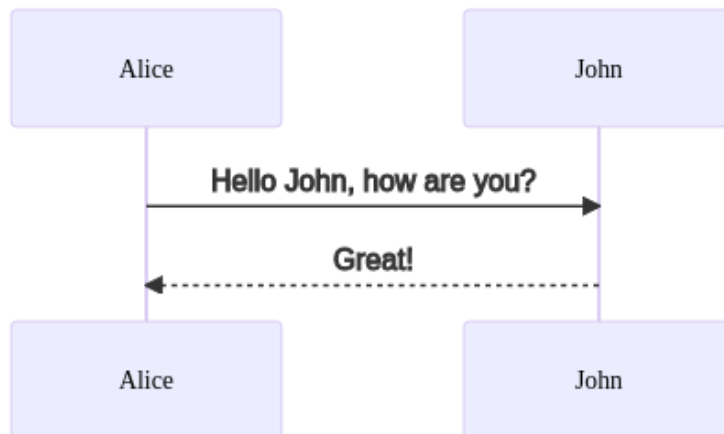 Alice
John
Hello John, how are you?
Great!
Alice
John